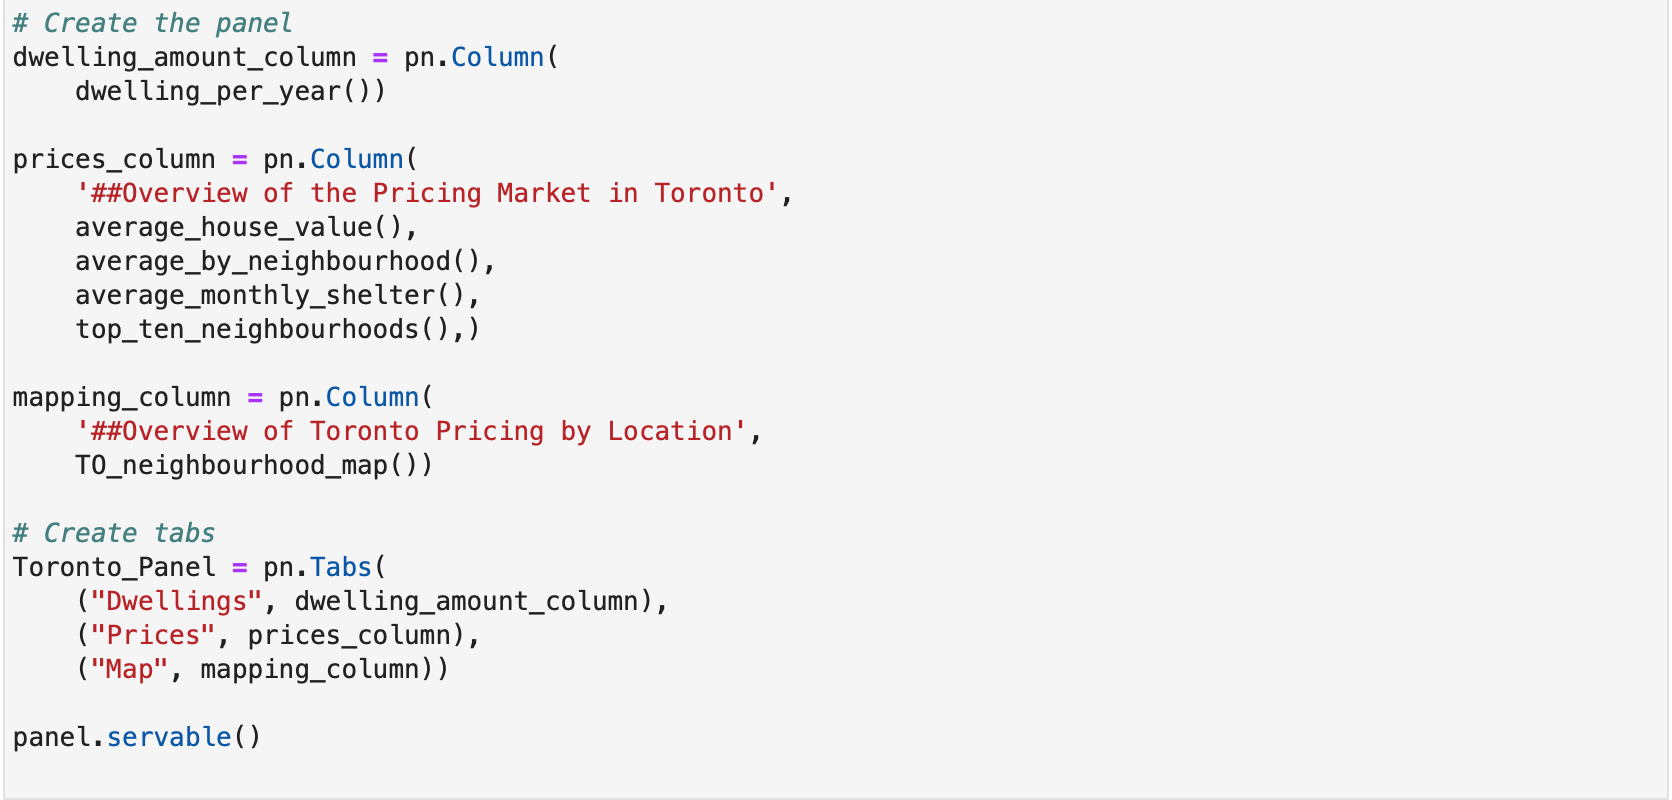 # Create the panel
dwelling_amount_column = pn.Column(
    dwelling_per_year())

prices_column = pn.Column(
    '##Overview of the Pricing Market in Toronto',
    average_house_value(),
    average_by_neighbourhood(),
    average_monthly_shelter(),
    top_ten_neighbourhoods(),)

mapping_column = pn.Column(
    '##Overview of Toronto Pricing by Location',
    TO_neighbourhood_map())

# Create tabs
Toronto_Panel = pn.Tabs(
    ("Dwellings", dwelling_amount_column),
    ("Prices", prices_column),
    ("Map", mapping_column))

panel.servable()